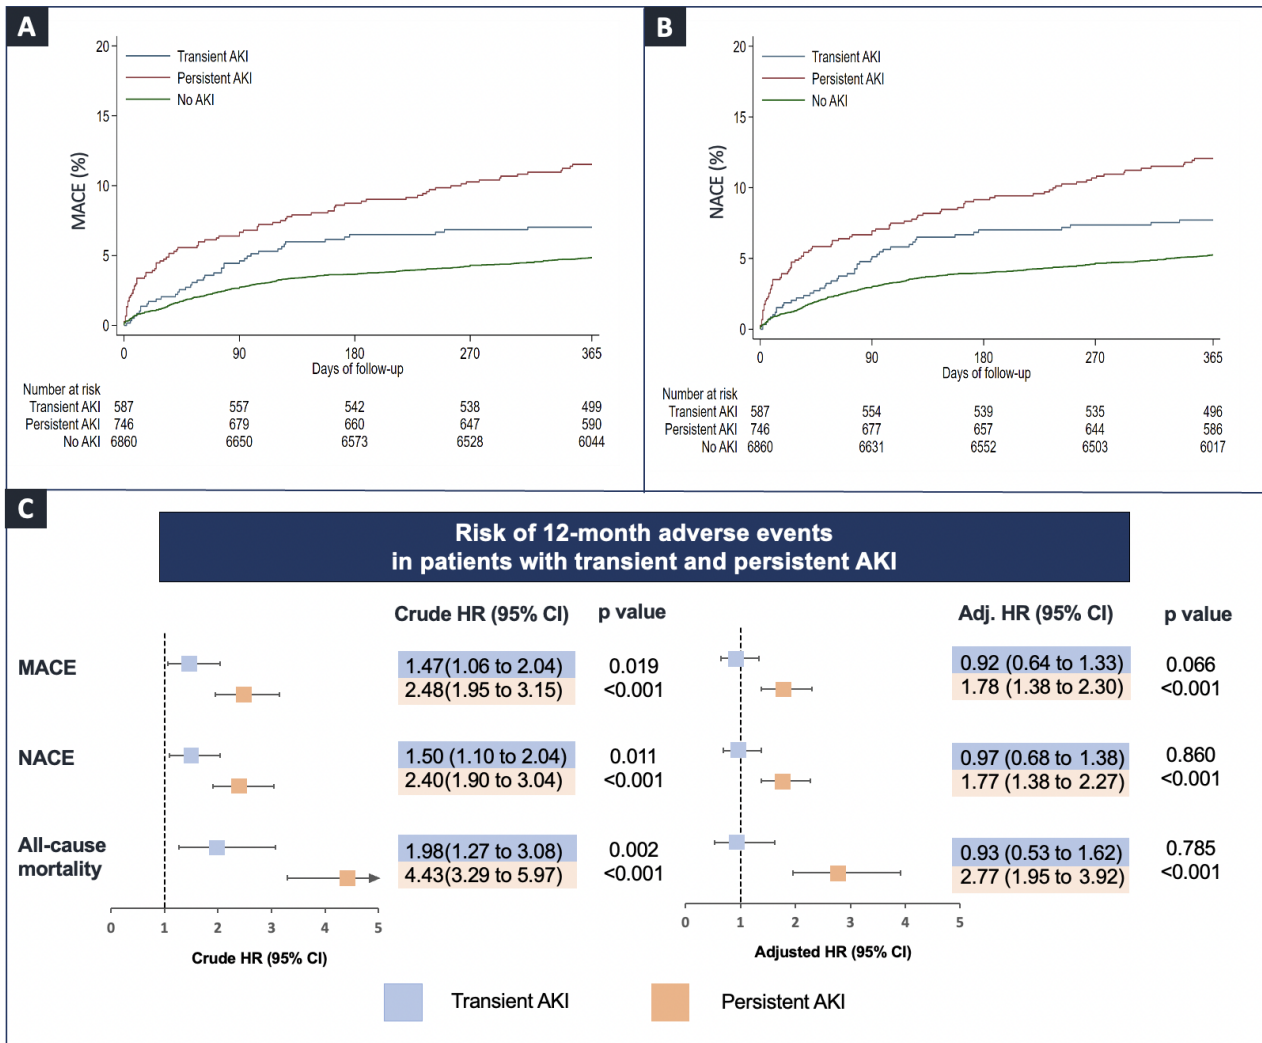 A
MACE (%)
20
15
10
5
0
Transient AKI
Persistent AKI
No AKI
0 90 180 270 365
Days of follow-up
Number at risk
Transient AKI 587 557 542 538 499
Persistent AKI 746 679 660 647 590
No AKI 6860 6650 6573 6528 6044
B
NACE (%)
20
15
10
5
0
Transient AKI
Persistent AKI
No AKI
0 90 180 270 365
Days of follow-up
Number at risk
Transient AKI 587 554 539 535 496
Persistent AKI 746 677 657 644 586
No AKI 6860 6631 6552 6503 6017
C
Risk of 12-month adverse events
in patients with transient and persistent AKI
Crude HR (95% CI) p value Adj. HR (95% CI) p value
MACE
1.47(1.06 to 2.04) 0.019 0.92 (0.64 to 1.33) 0.066
2.48(1.95 to 3.15) <0.001 1.78 (1.38 to 2.30) <0.001
NACE
1.50 (1.10 to 2.04) 0.011 0.97 (0.68 to 1.38) 0.860
2.40(1.90 to 3.04) <0.001 1.77 (1.38 to 2.27) <0.001
All-cause
mortality
1.98(1.27 to 3.08) 0.002 0.93 (0.53 to 1.62) 0.785
4.43(3.29 to 5.97) <0.001 2.77 (1.95 to 3.92) <0.001
0 1 2 3 4 5
Crude HR (95% CI)
0 1 2 3 4 5
Adjusted HR (95% CI)
Transient AKI Persistent AKI